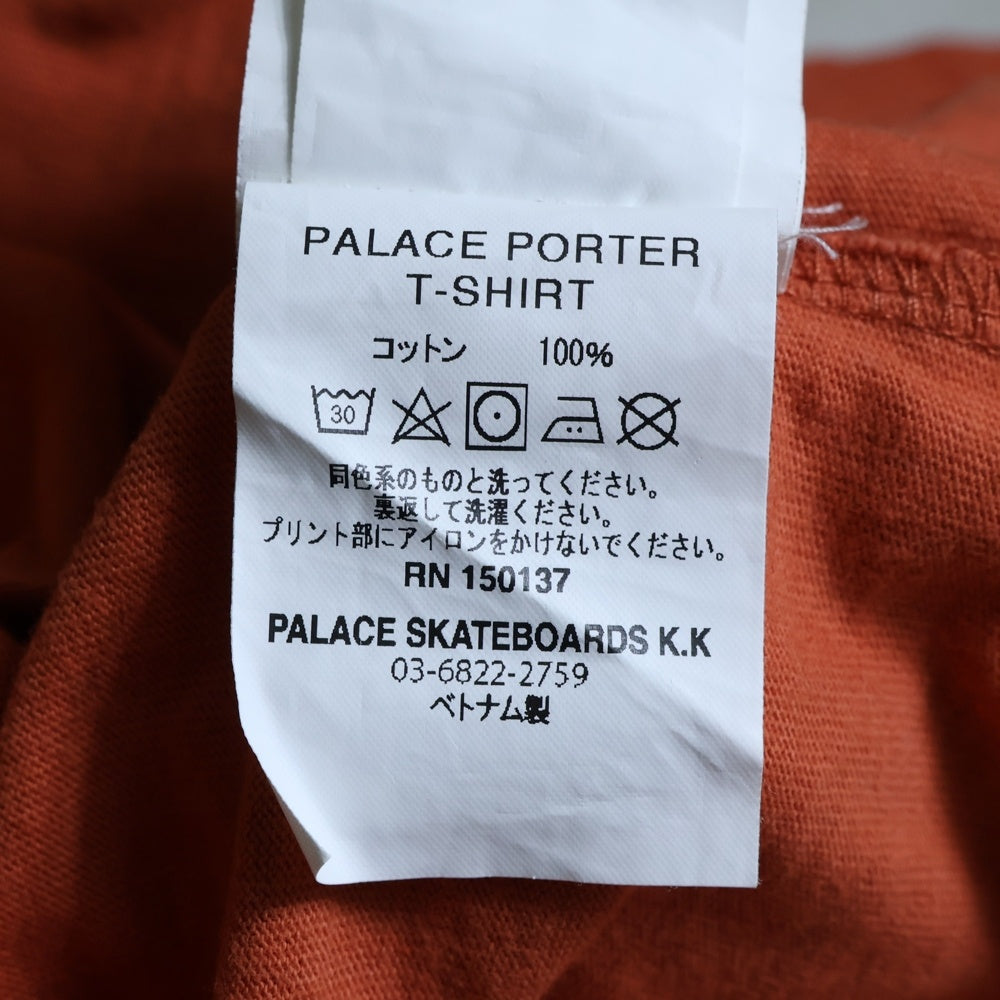 PALACE PORTER
T-SHIRT
コットン 100%
30
同色系のものと洗ってください。
裏返して洗濯ください。
プリント部にアイロンをかけないでください。
RN 150137
PALACE SKATEBOARDS K.K
03-6822-2759
ベトナム製